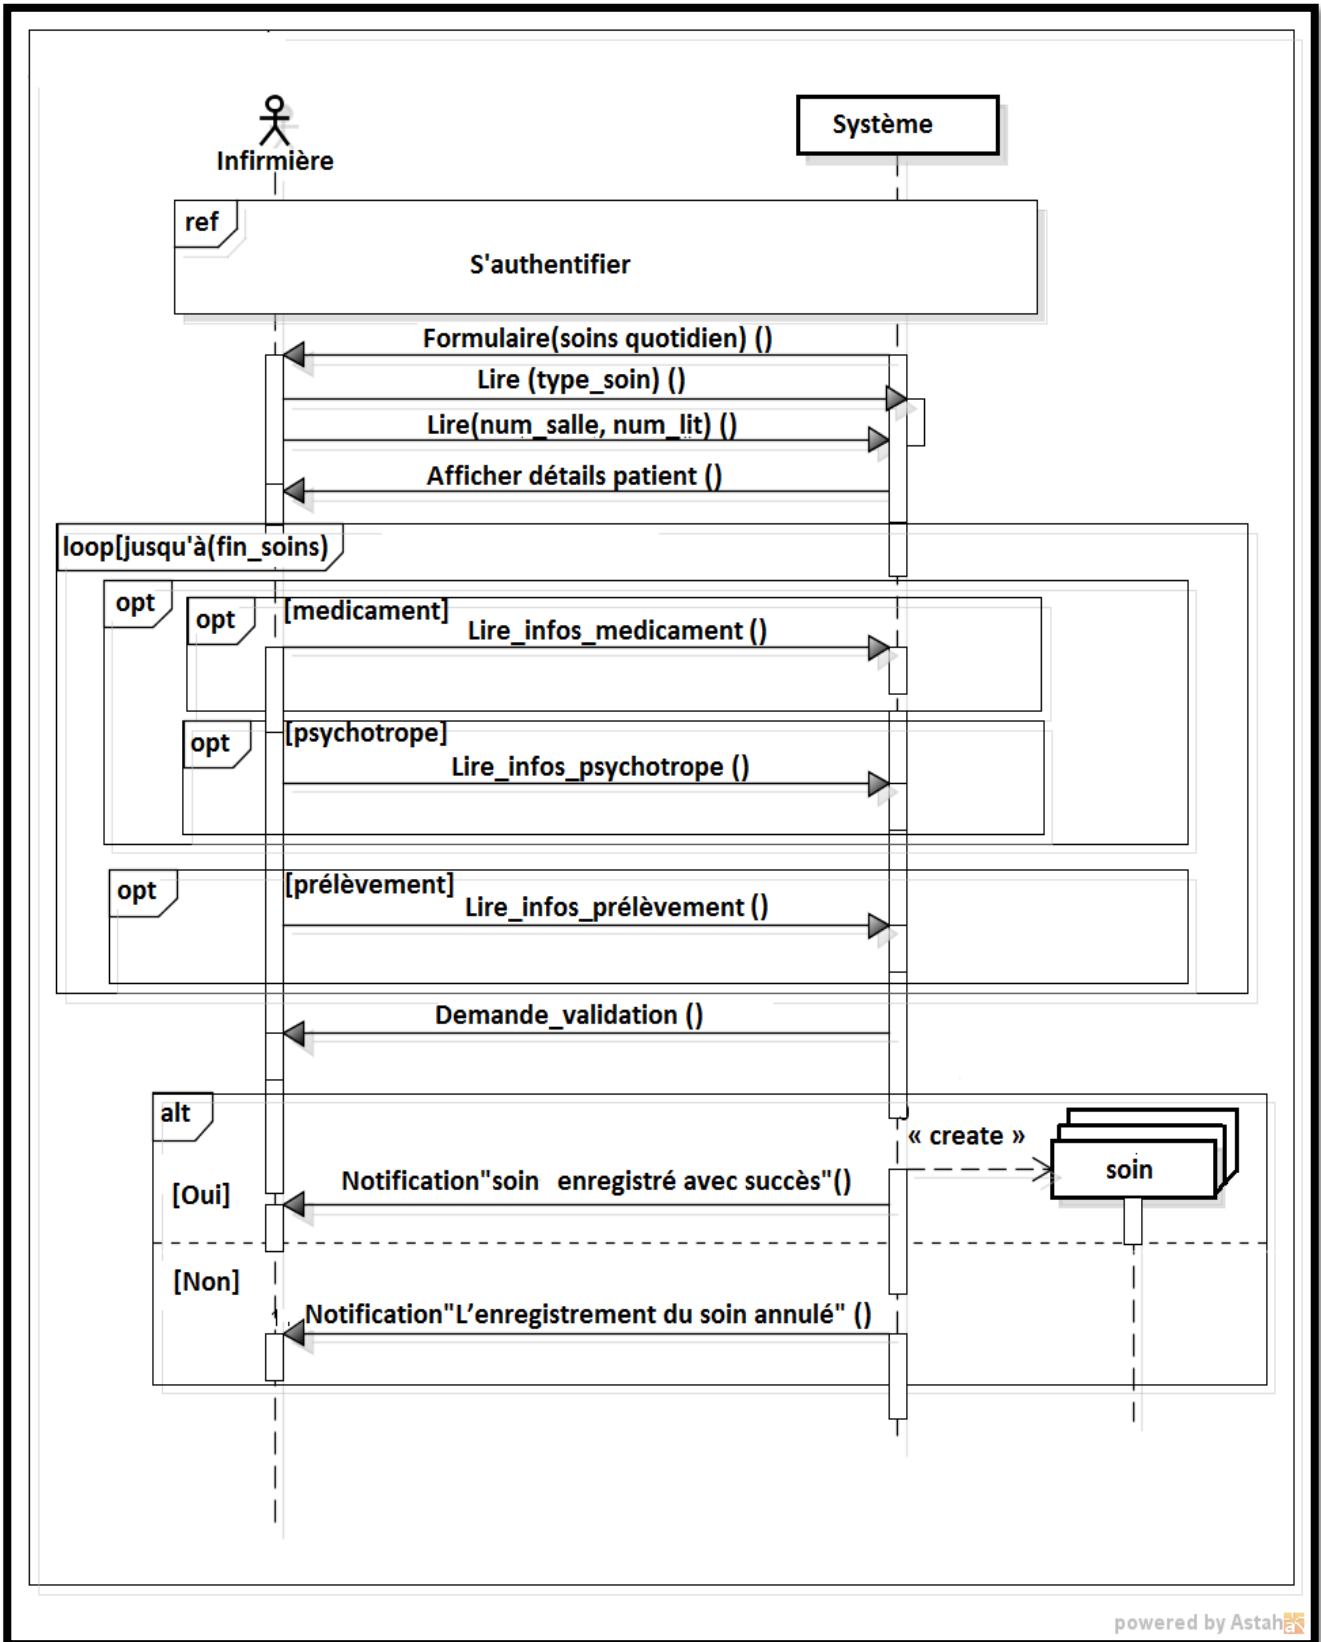 Infirmière
Système
ref
S'authentifier
Formulaire(soins quotidien) ()
Lire (type_soin) ()
Lire(num_salle, num_lit) ()
Afficher détails patient ()
loop[jusqu'à(fin_soins)
opt
opt
[medicament]
Lire_infos_medicament ()
opt
[psychotrope]
Lire_infos_psychotrope ()
opt
[prélèvement]
Lire_infos_prélèvement ()
Demande_validation ()
alt
« create »
soin
[Oui]
Notification"soin enregistré avec succès"()
[Non]
Notification"L’enregistrement du soin annulé" ()
powered by Astah